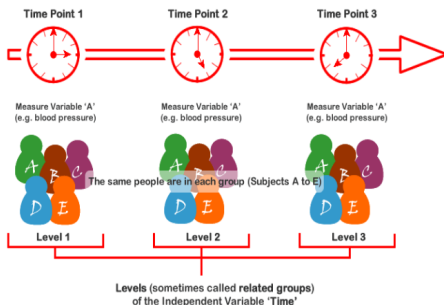 Time Point 1
Time Point 2
Time Point 3
Measure Variable 'A'
(e.g. blood pressure)
Measure Variable 'A'
(e.g. blood pressure)
Measure Variable 'A'
(e.g. blood pressure)
A B C
A B C
A B C
The same people are in each group (Subjects A to E)
D E
D E
D E
Level 1
Level 2
Level 3
Levels (sometimes called related groups)
of the Independent Variable 'Time'